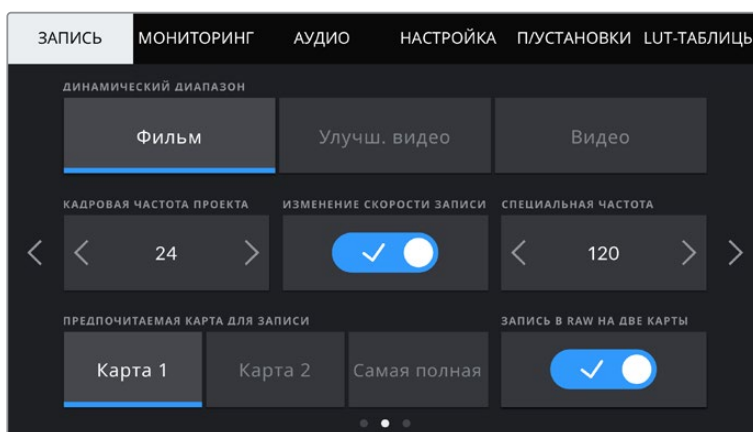 ЗАПИСЬ МОНИТОРИНГ АУДИО НАСТРОЙКА П/УСТАНОВКИ LUT-ТАБЛИЦЫ
ДИНАМИЧЕСКИЙ ДИАПАЗОН
Фильм Улучш. видео Видео
КАДРОВАЯ ЧАСТОТА ПРОЕКТА ИЗМЕНЕНИЕ СКОРОСТИ ЗАПИСИ СПЕЦИАЛЬНАЯ ЧАСТОТА
24 120
ПРЕДПОЧИТАЕМАЯ КАРТА ДЛЯ ЗАПИСИ ЗАПИСЬ В RAW НА ДВЕ КАРТЫ
Карта 1 Карта 2 Самая полная